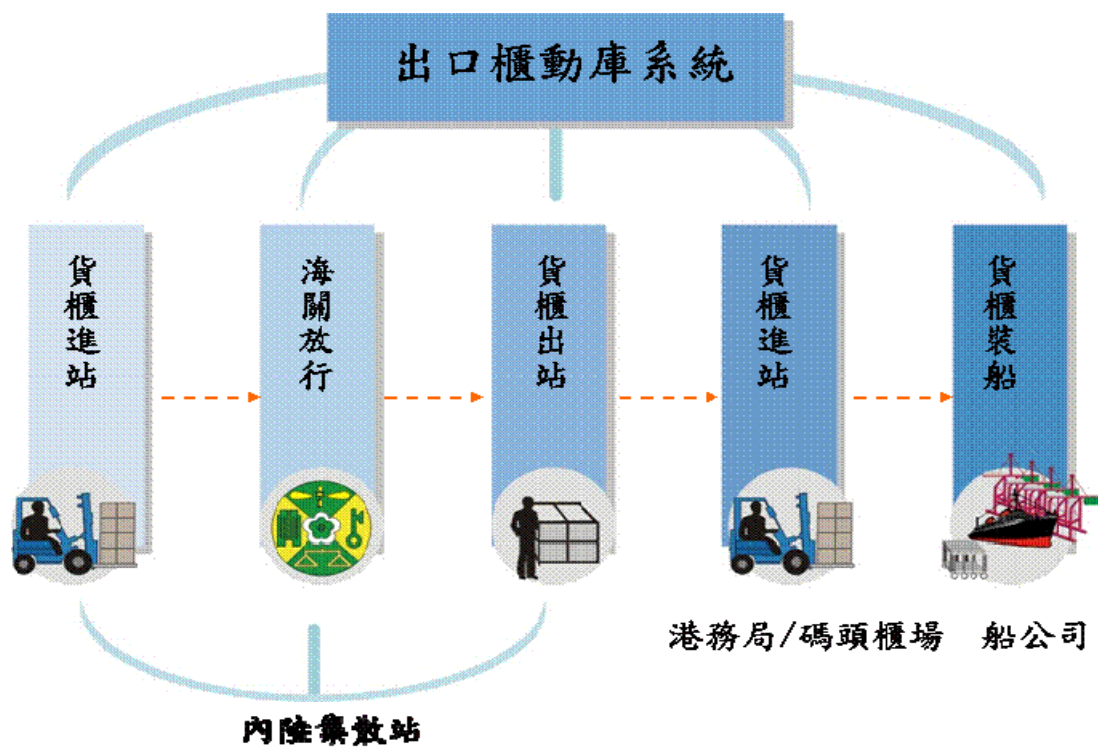 出口櫃動庫系統
貨櫃進站
海關放行
貨櫃出站
貨櫃進站
貨櫃裝船
港務局/碼頭櫃場 船公司
內陸集散站